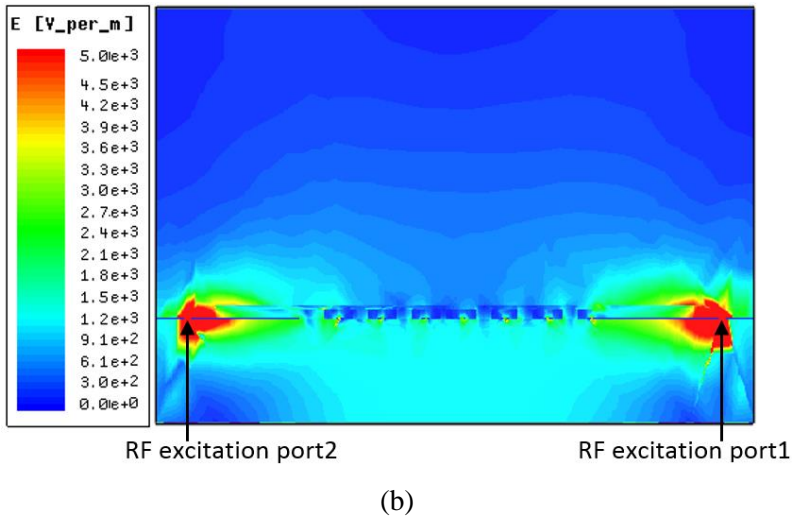 E [V_per_m]
5.0e+3
4.5e+3
4.2e+3
3.9e+3
3.6e+3
3.3e+3
3.0e+3
2.7e+3
2.4e+3
2.1e+3
1.8e+3
1.5e+3
1.2e+3
9.1e+2
6.1e+2
3.0e+2
0.0e+0
RF excitation port2
RF excitation port1
(b)